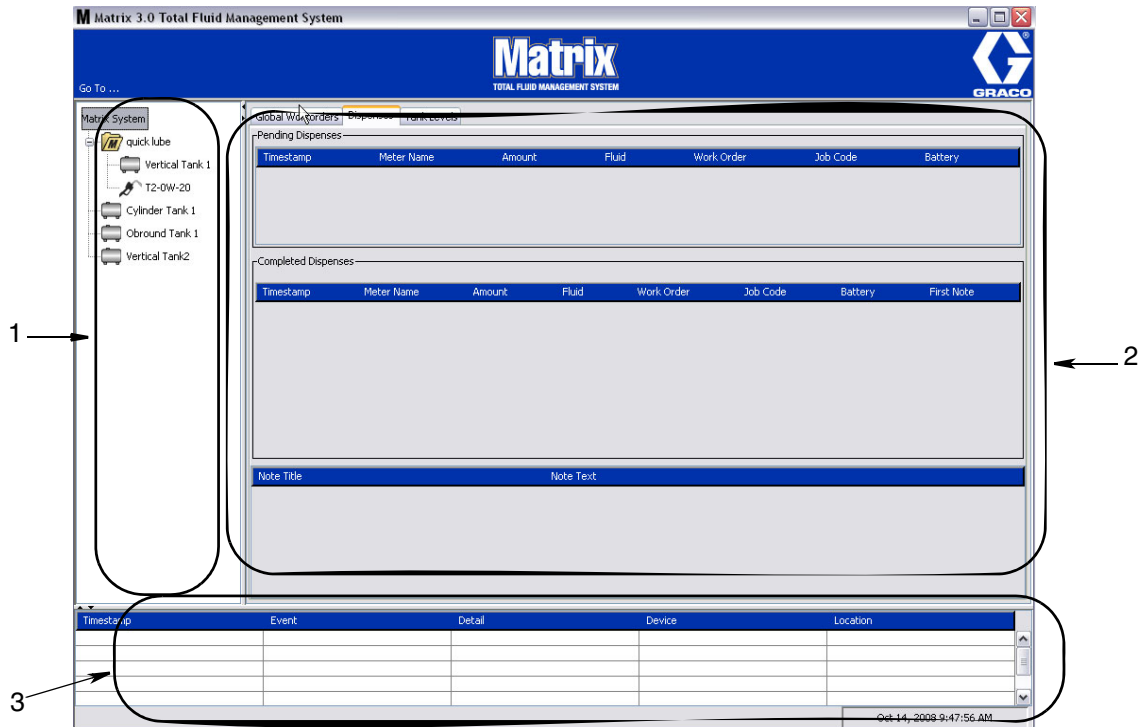 Matrix 3.0 Total Fluid Management System
Matrix
TOTAL FLUID MANAGEMENT SYSTEM
GRACO
Go To ...
Matrix System
quick lube
Vertical Tank 1
T2-0W-20
Cylinder Tank 1
Obround Tank 1
Vertical Tank2
Global Workorders Dispenses Tank Levels
Pending Dispenses
Timestamp Meter Name Amount Fluid Work Order Job Code Battery
Completed Dispenses
Timestamp Meter Name Amount Fluid Work Order Job Code Battery First Note
Note Title Note Text
1
2
Timestamp Event Detail Device Location
3
Oct 14, 2008 9:47:56 AM